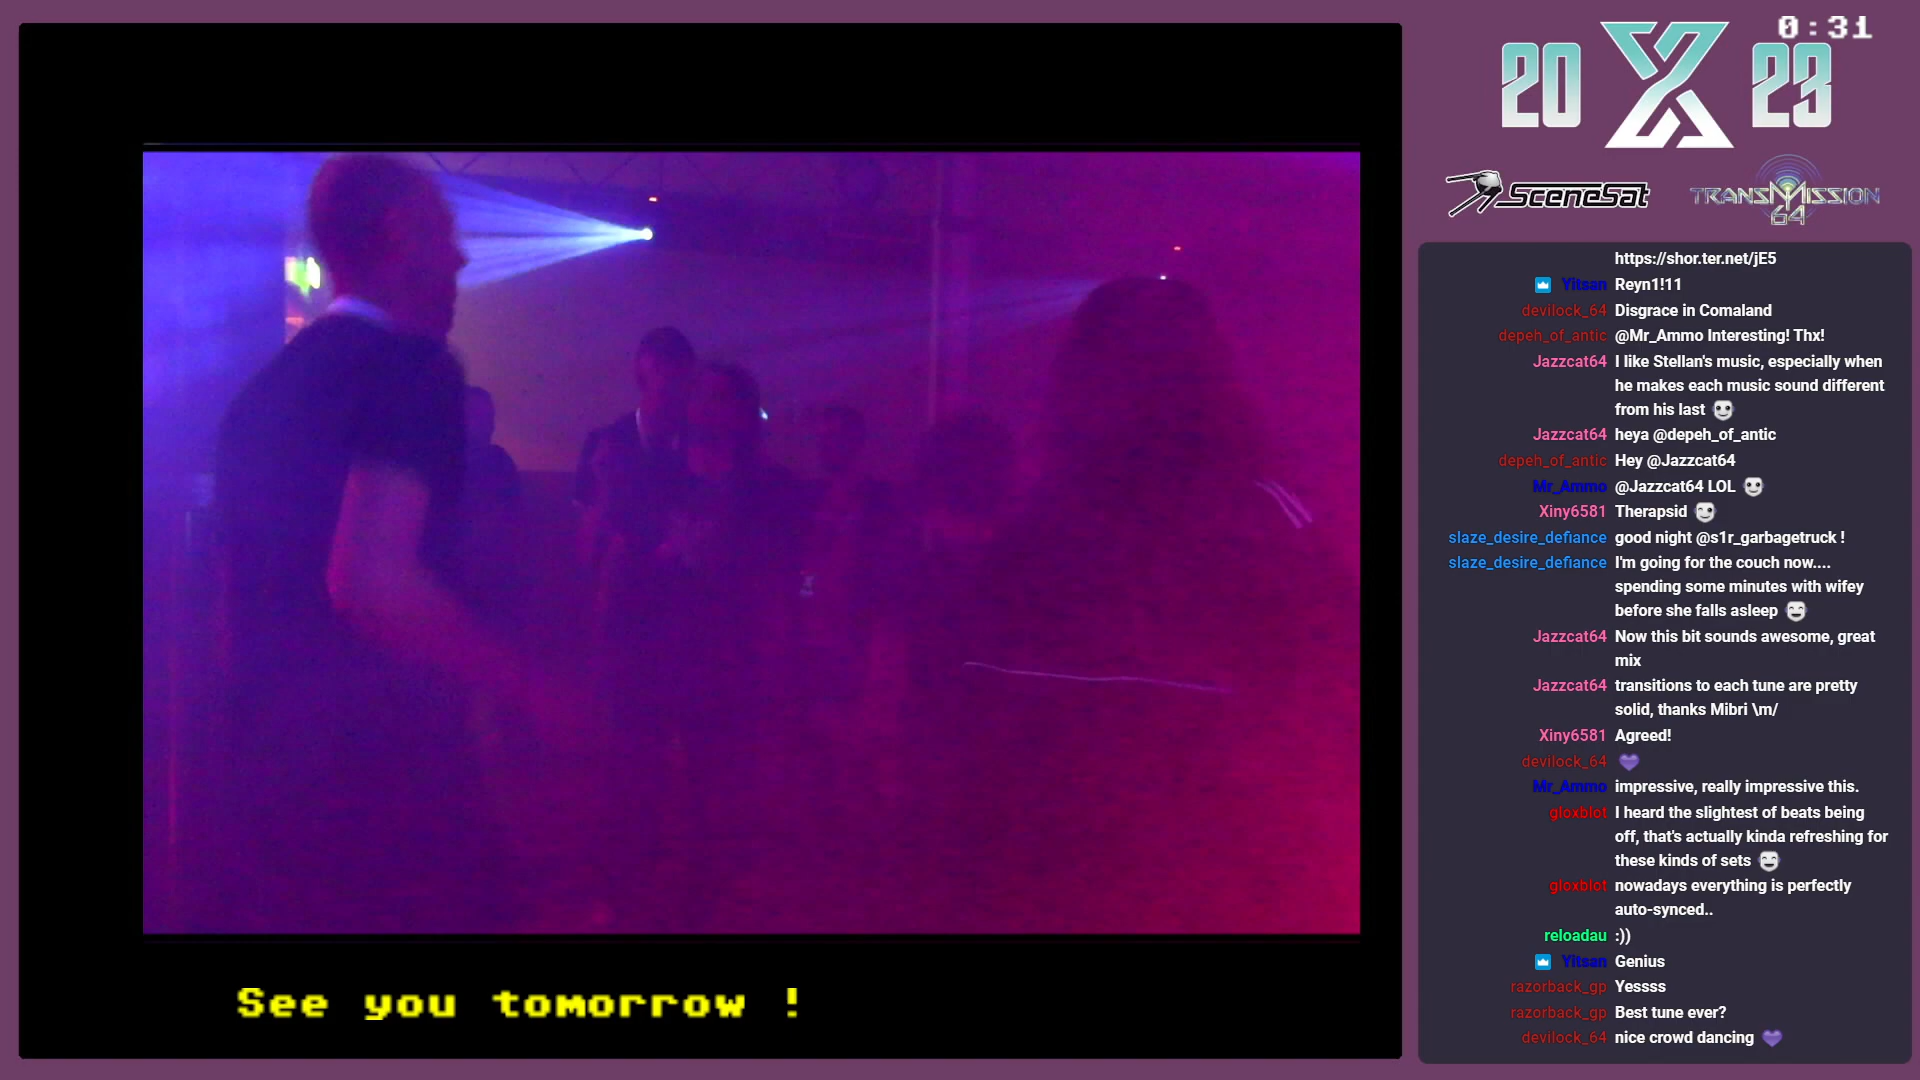 0:31
20 X 23
SceneSat
TRANSMISSION
64
https://shor.ter.net/jE5
Yitsan Reyn1!11
devilock_64 Disgrace in Comaland
depeh_of_antic @Mr_Ammo Interesting! Thx!
Jazzcat64 I like Stellan's music, especially when
he makes each music sound different
from his last
Jazzcat64 heya @depeh_of_antic
depeh_of_antic Hey @Jazzcat64
Mr_Ammo @Jazzcat64 LOL
Xiny6581 Therapsid
slaze_desire_defiance good night @s1r_garbagetruck !
slaze_desire_defiance I'm going for the couch now....
spending some minutes with wifey
before she falls asleep
Jazzcat64 Now this bit sounds awesome, great
mix
Jazzcat64 transitions to each tune are pretty
solid, thanks Mibri \m/
Xiny6581 Agreed!
devilock_64
Mr_Ammo impressive, really impressive this.
gloxblot I heard the slightest of beats being
off, that's actually kinda refreshing for
these kinds of sets
gloxblot nowadays everything is perfectly
auto-synced..
reloadau :))
Yitsan Genius
razorback_gp Yessss
razorback_gp Best tune ever?
devilock_64 nice crowd dancing
See you tomorrow !